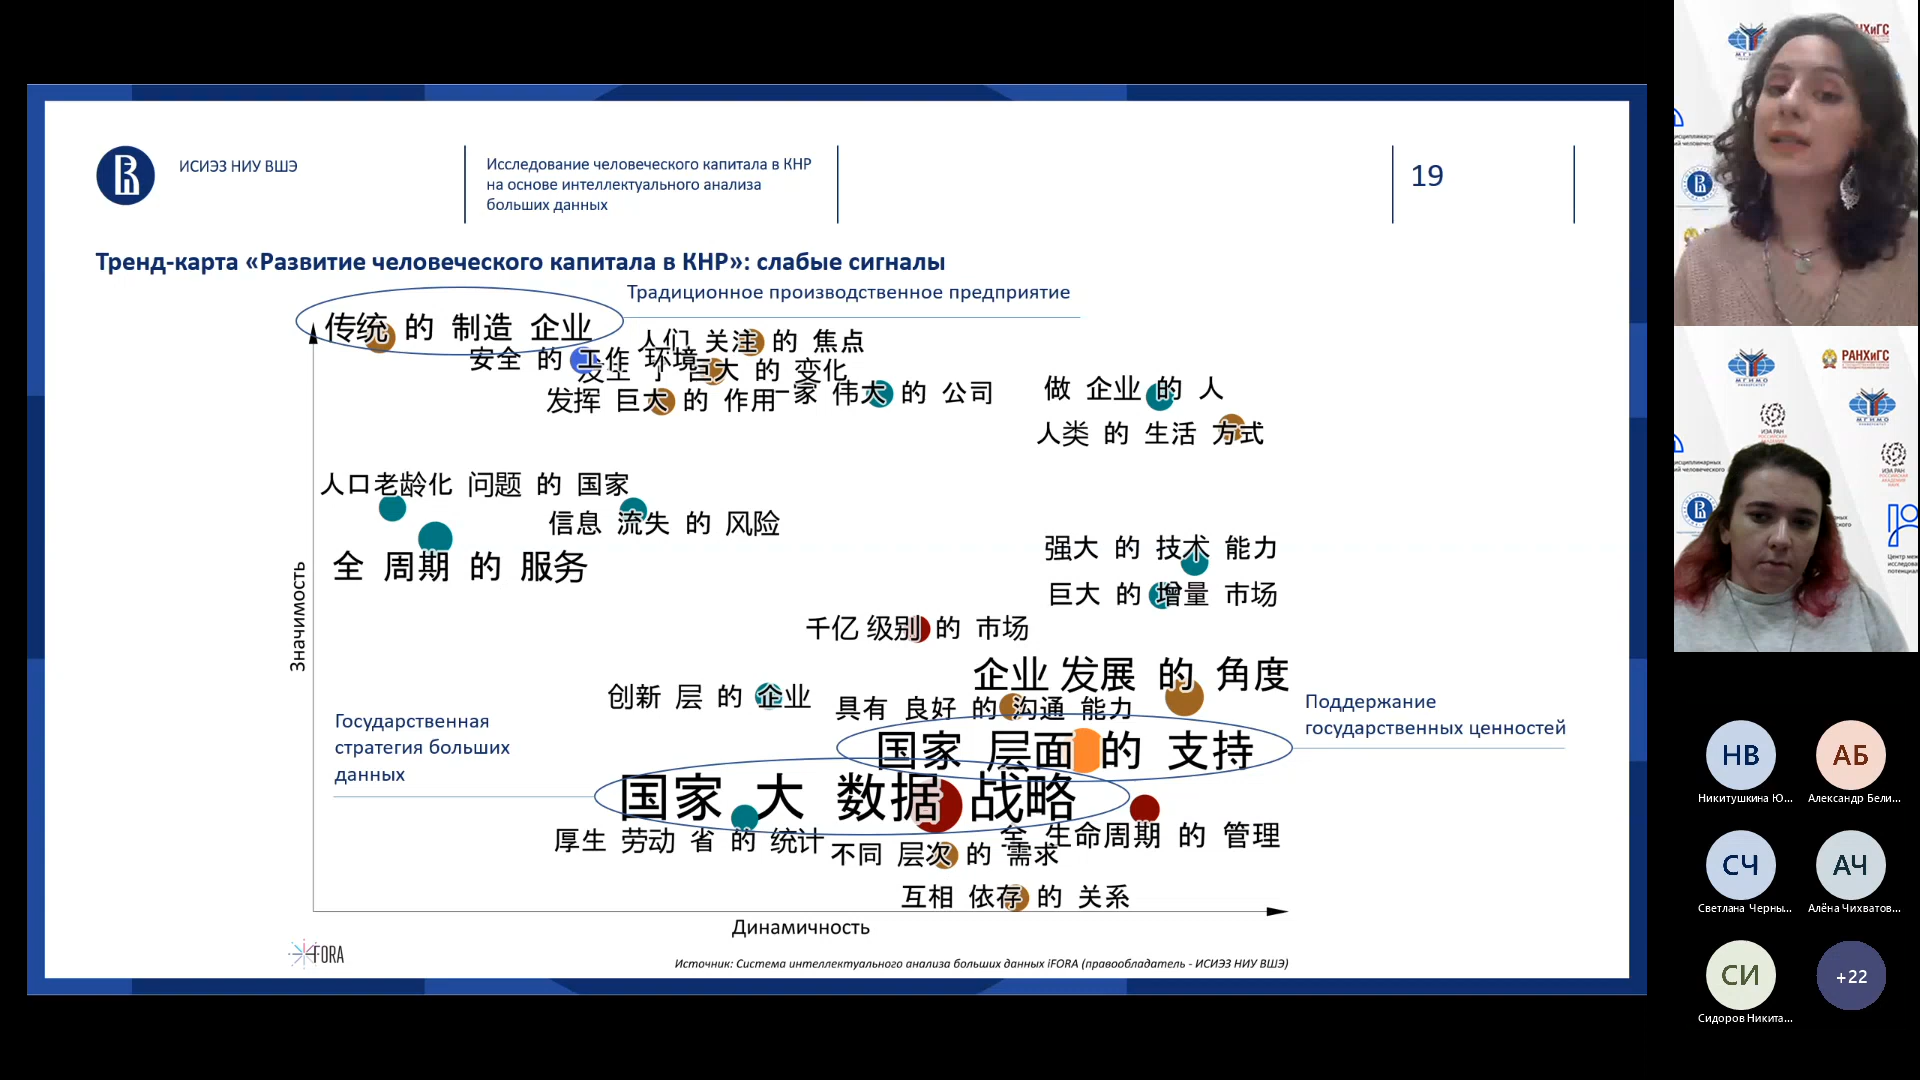 ИСИЭЗ НИУ ВШЭ
Исследование человеческого капитала в КНР
на основе интеллектуального анализа
больших данных
19
Тренд-карта «Развитие человеческого капитала в КНР»: слабые сигналы
Традиционное производственное предприятие
传统 的 制造 企业
人们 关注 的 焦点
安全 的 工作 环境
发生 了 巨大 的 变化
发挥 巨大 的 作用
一家 伟大 的 公司
做 企业 的 人
人类 的 生活 方式
人口老龄化 问题 的 国家
信息 流失 的 风险
全 周期 的 服务
强大 的 技术 能力
巨大 的 增量 市场
千亿 级别 的 市场
企业 发展 的 角度
创新 层 的 企业
具有 良好 的 沟通 能力
Государственная
стратегия больших
данных
Поддержание
государственных ценностей
国家 层面 的 支持
国家 大 数据 战略
厚生 劳动 省 的 统计
全 生命周期 的 管理
不同 层次 的 需求
互相 依存 的 关系
Значимость
Динамичность
iFORA
Источник: Система интеллектуального анализа больших данных iFORA (правообладатель - ИСИЭЗ НИУ ВШЭ)
РАНХиГС
МГИМО
ИЭА РАН
НВ
Никитушкина Ю...
АБ
Александр Бели...
СЧ
Светлана Черны...
АЧ
Алёна Чихватов...
СИ
Сидоров Никита...
+22